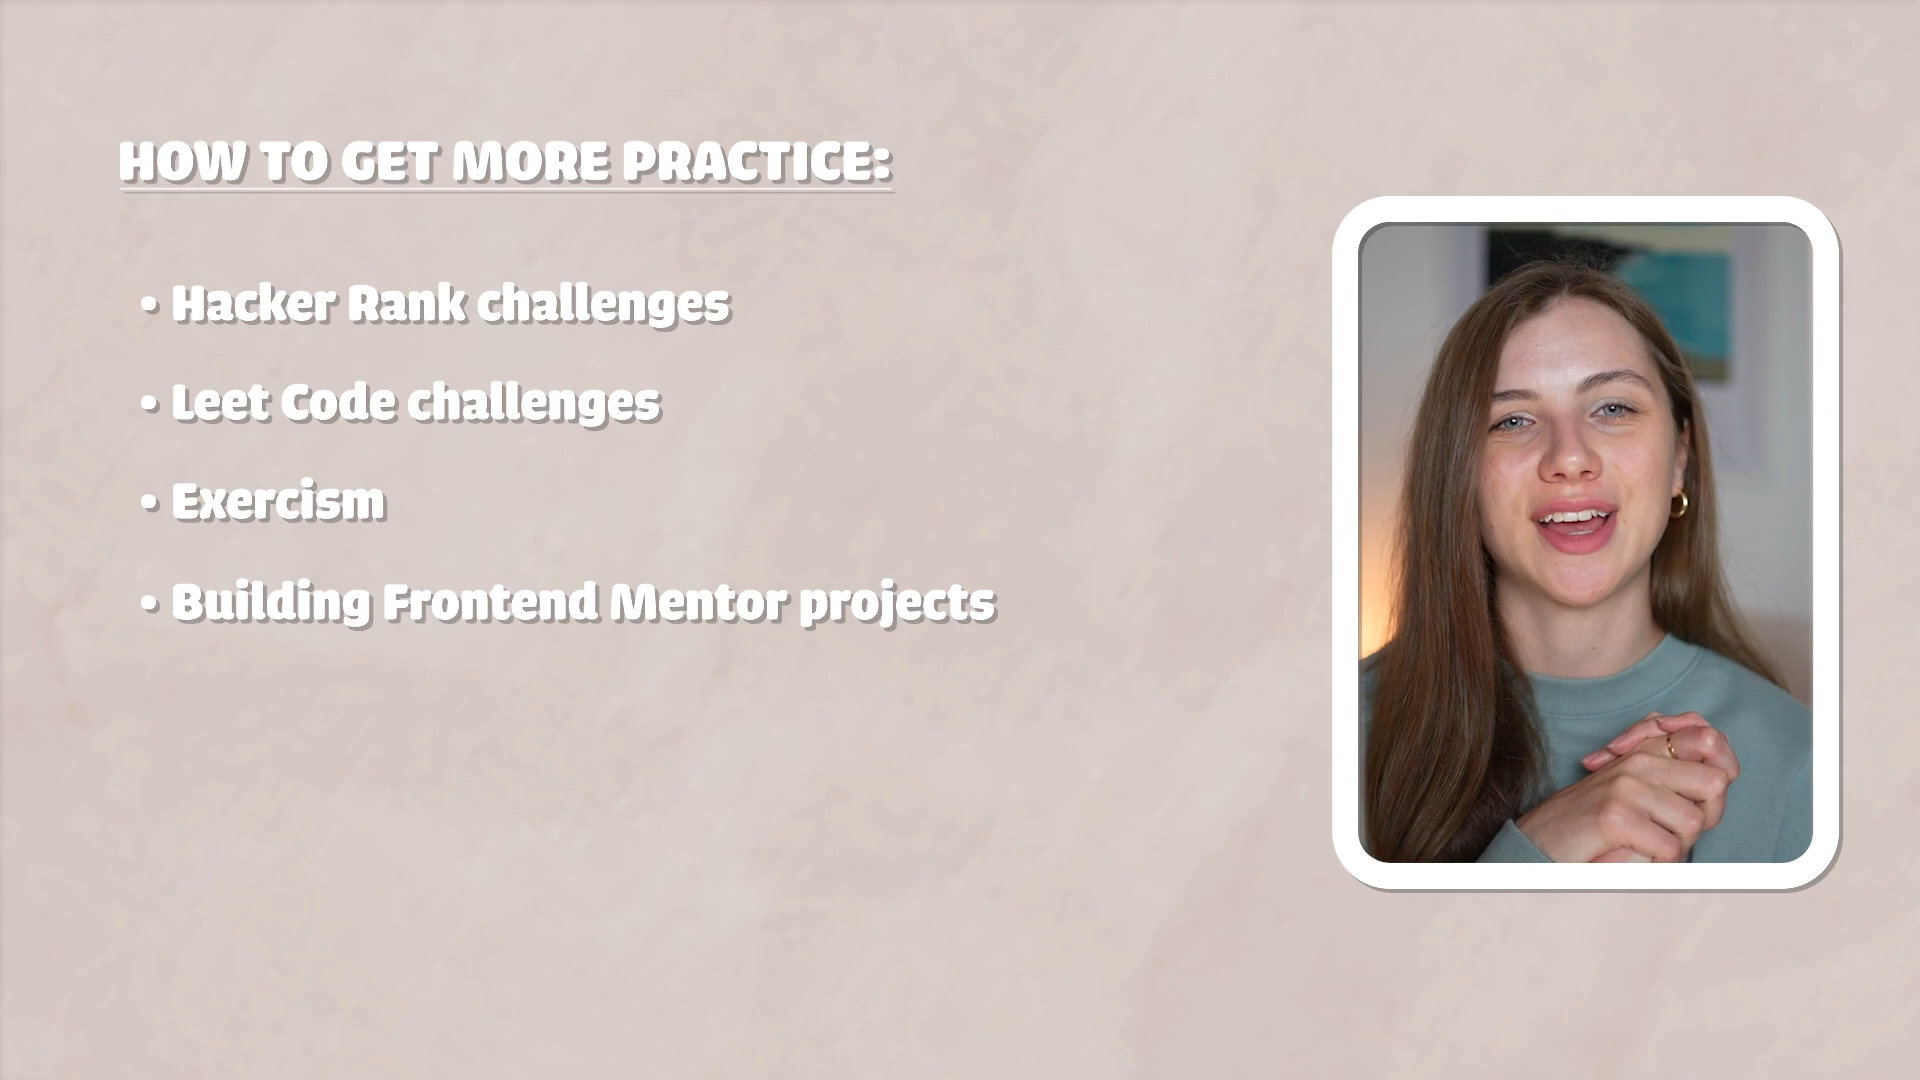 HOW TO GET MORE PRACTICE:
• Hacker Rank challenges
• Leet Code challenges
• Exercism
• Building Frontend Mentor projects